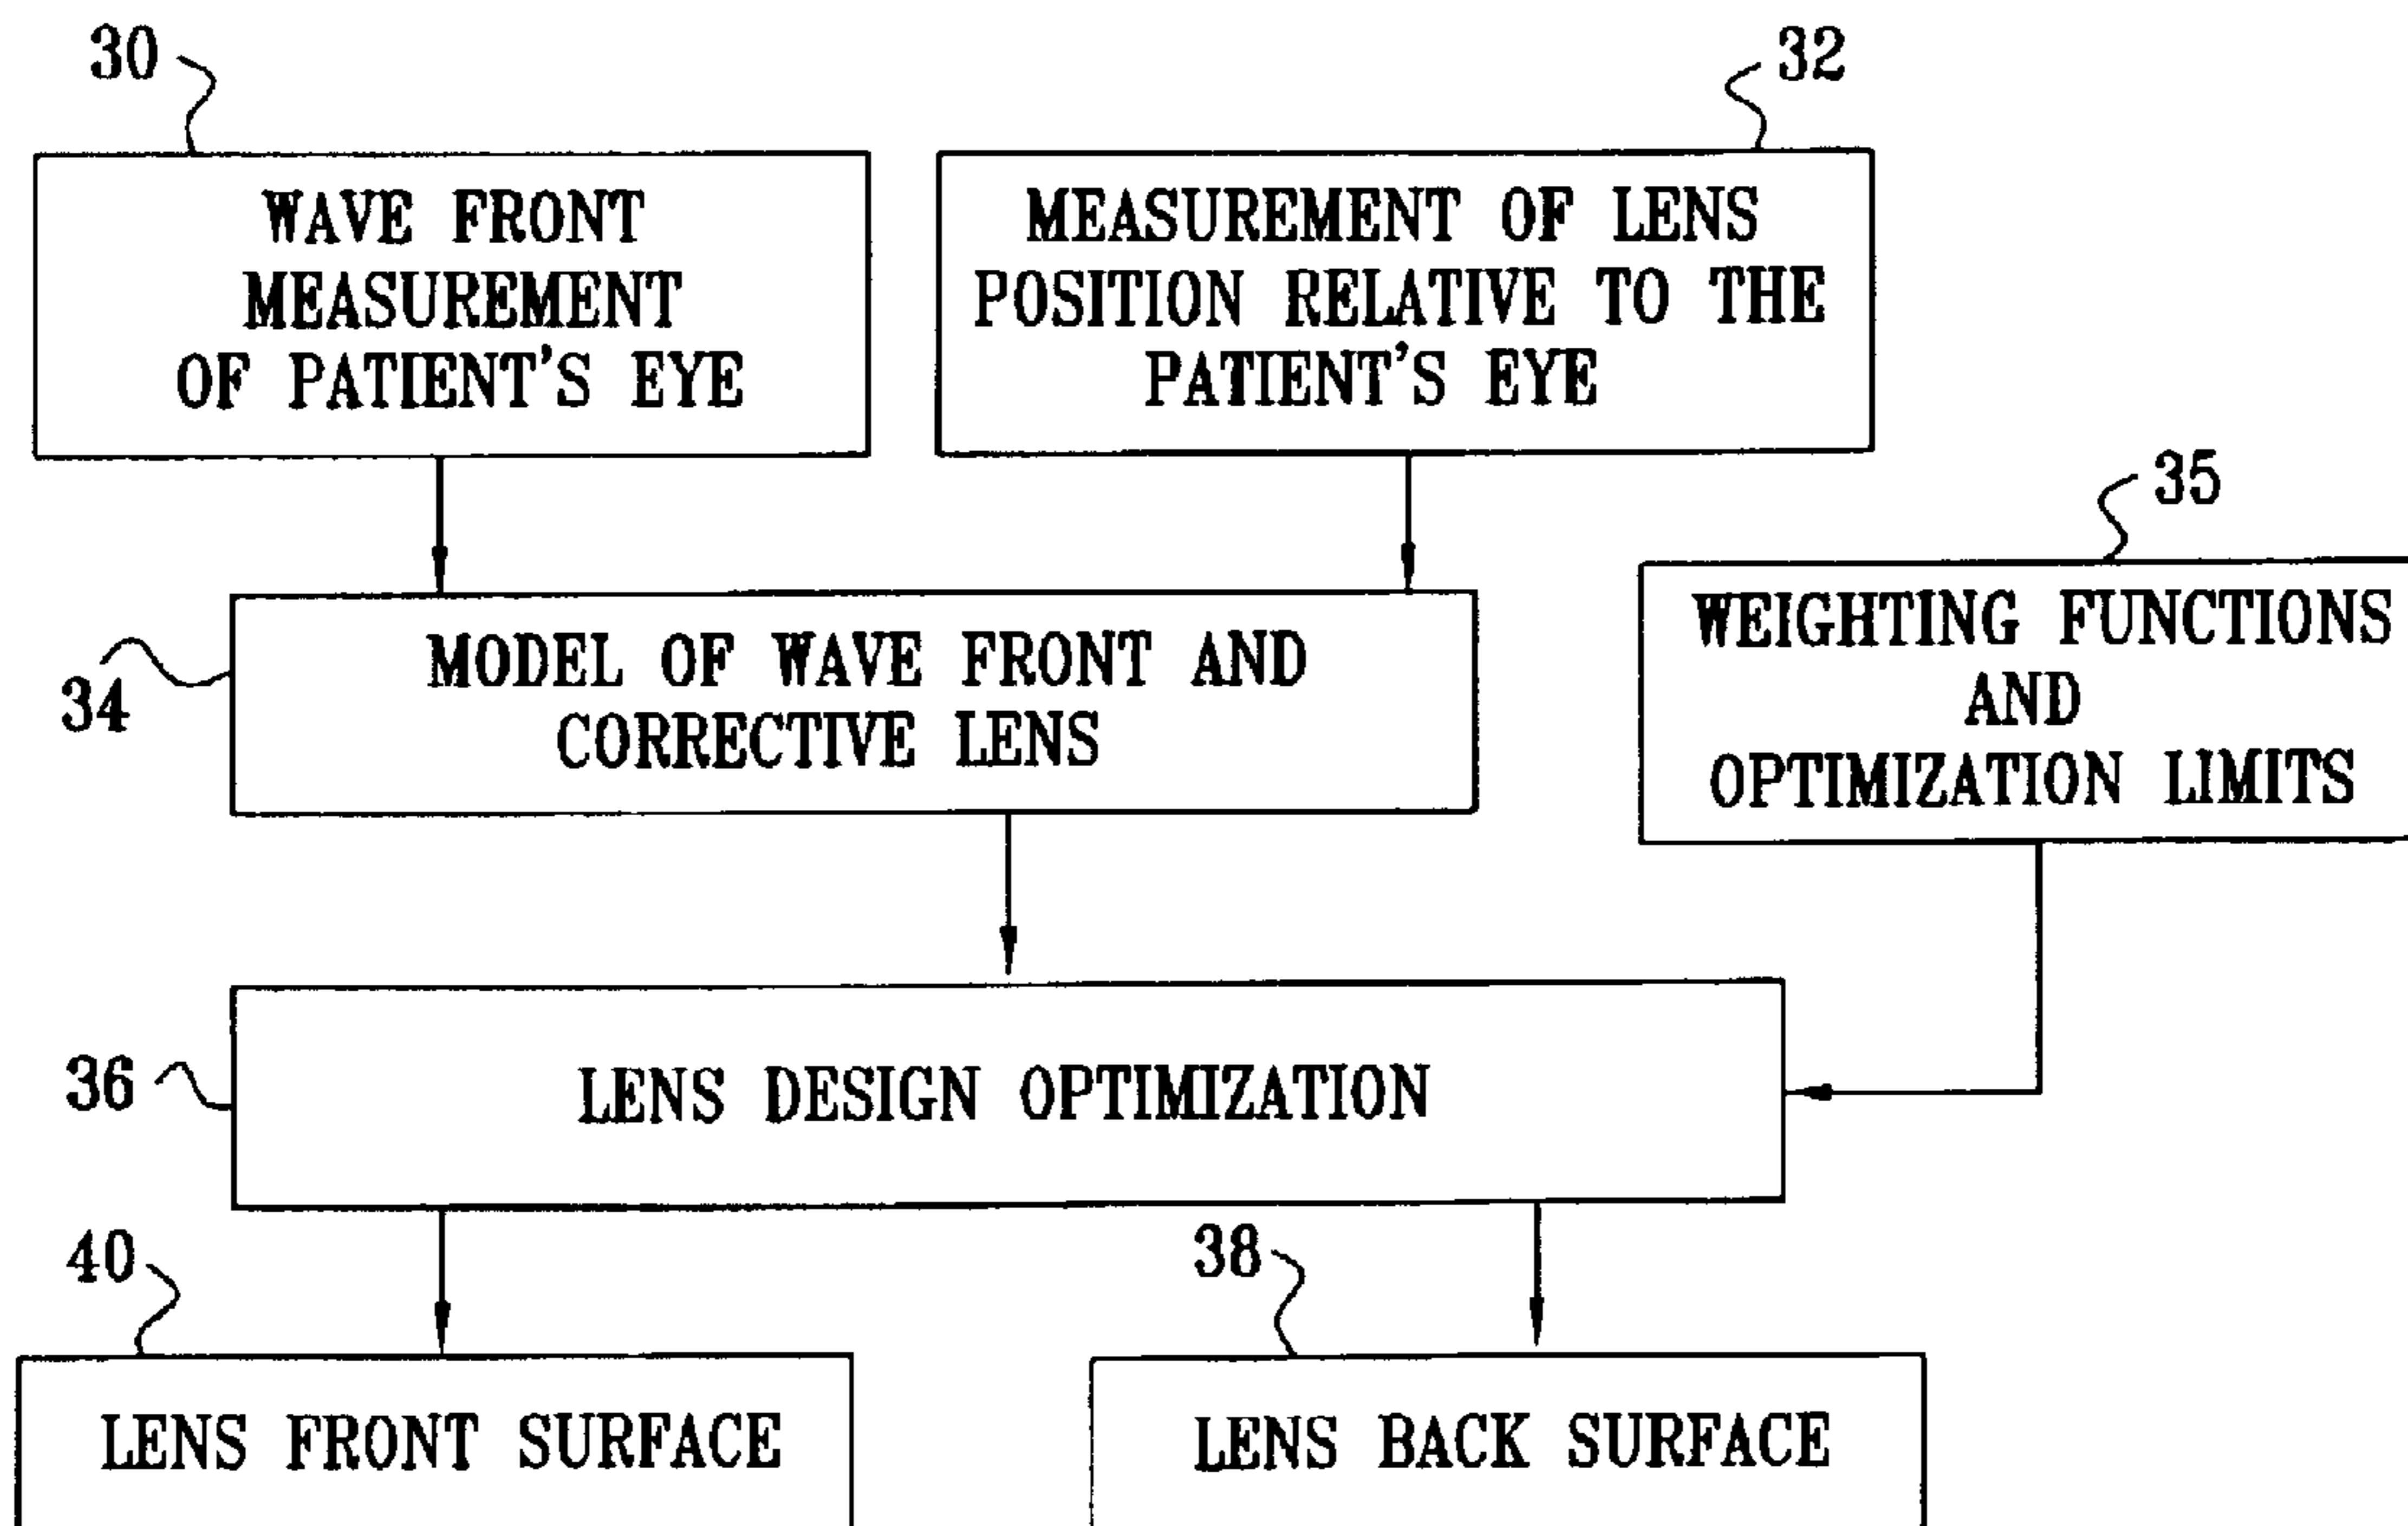 30
32
WAVE FRONT
MEASUREMENT
OF PATIENT'S EYE
MEASUREMENT OF LENS
POSITION RELATIVE TO THE
PATIENT'S EYE
35
WEIGHTING FUNCTIONS
AND
OPTIMIZATION LIMITS
34
MODEL OF WAVE FRONT AND
CORRECTIVE LENS
36
LENS DESIGN OPTIMIZATION
40
38
LENS FRONT SURFACE
LENS BACK SURFACE